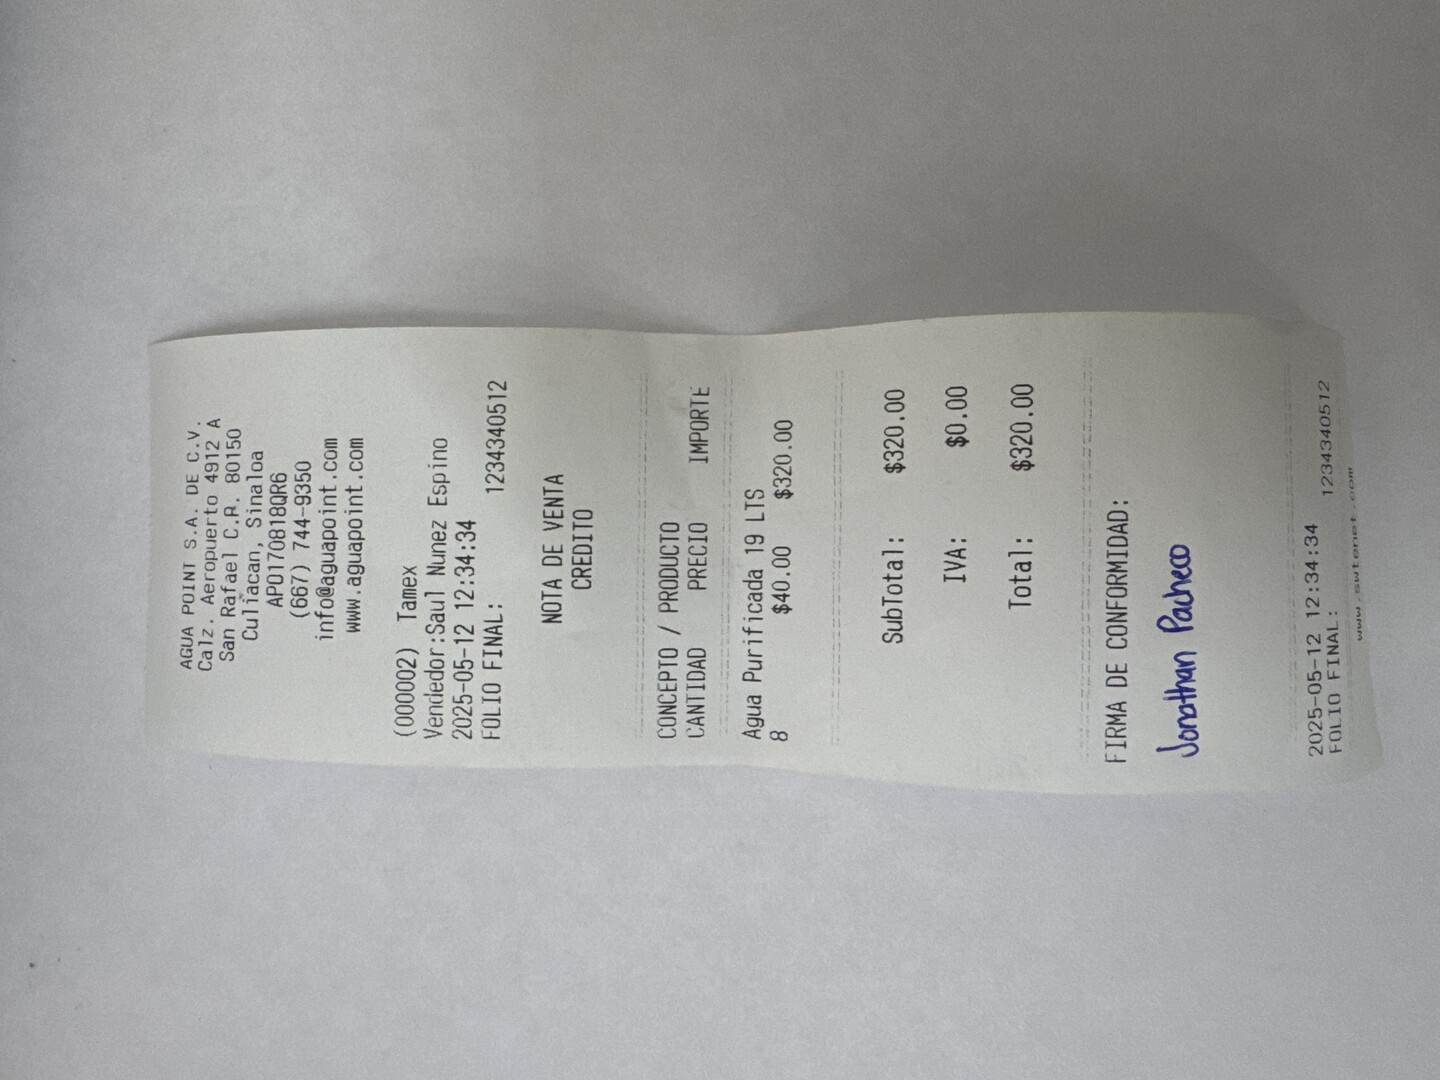 AGUA POINT S.A. DE C.V.
Calz. Aeropuerto 4912 A
San Rafael C.P. 80150
Culiacan, Sinaloa
APO170818QR6
(667) 744-9350
info@aguapoint.com
www.aguapoint.com
(000002) Tamex
Vendedor:Saul Nunez Espino
2025-05-12 12:34:34
FOLIO FINAL: 1234340512
NOTA DE VENTA
CREDITO
CONCEPTO / PRODUCTO
CANTIDAD PRECIO IMPORTE
Agua Purificada 19 LTS
8 $40.00 $320.00
SubTotal: $320.00
IVA: $0.00
Total: $320.00
FIRMA DE CONFORMIDAD:
Jonathan Pacheco
2025-05-12 12:34:34
FOLIO FINAL: 1234340512
www.swtenet.com